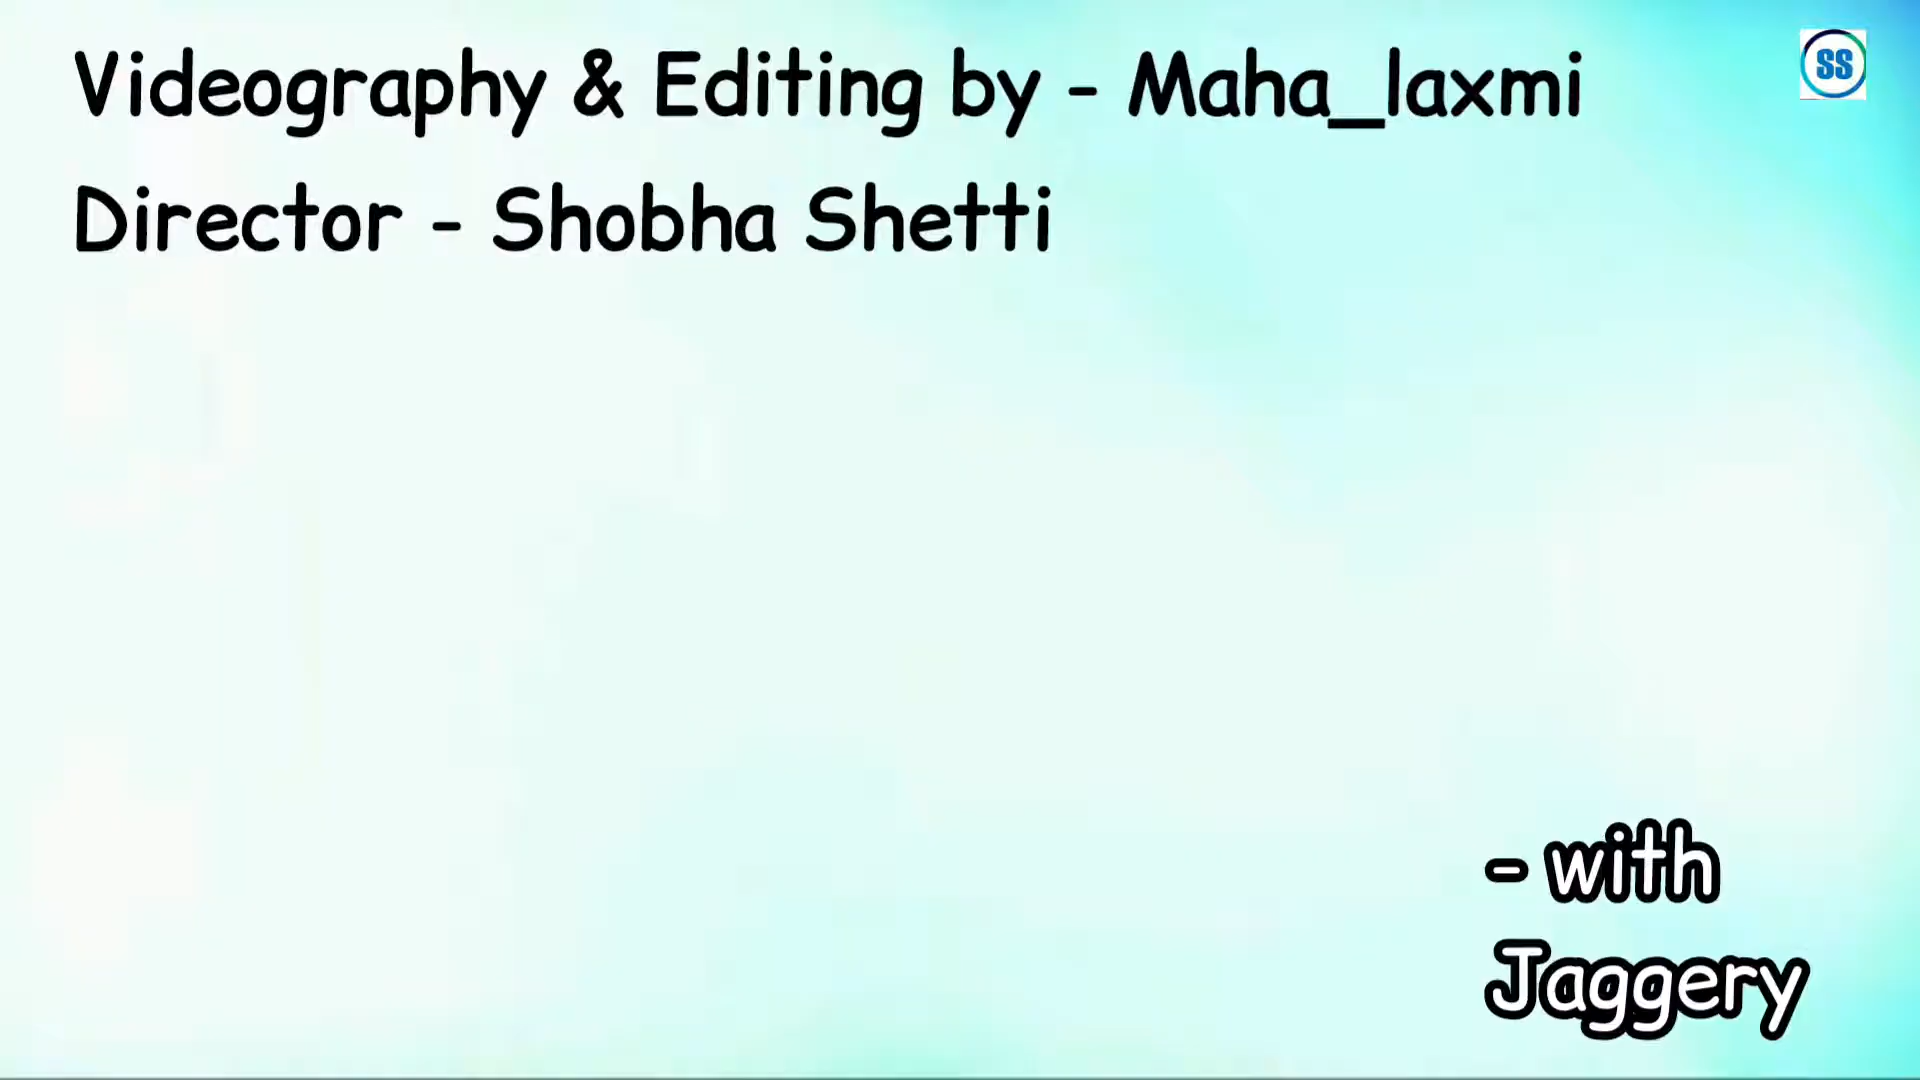 Videography & Editing by - Maha_laxmi
SS
Director - Shobha Shetti
- with
Jaggery